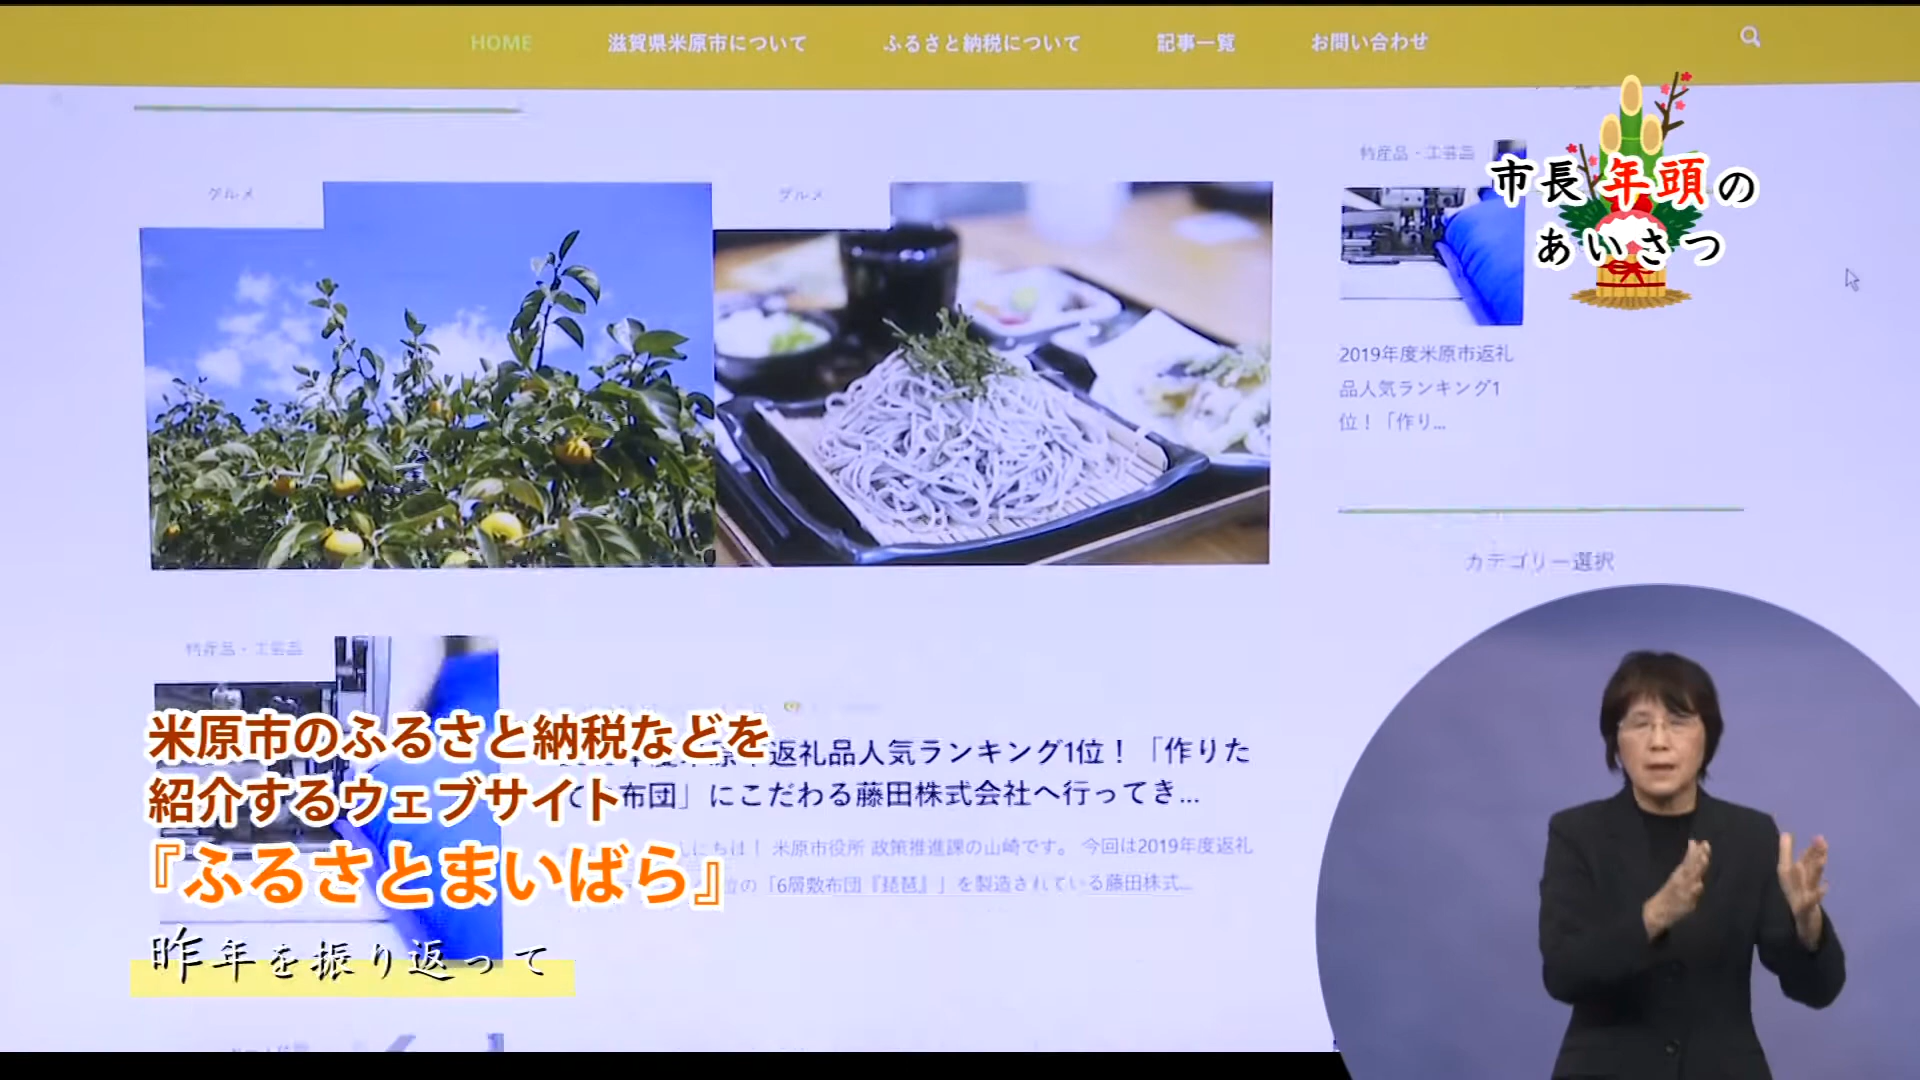 HOME
滋賀県米原市について
ふるさと納税について
記事一覧
お問い合わせ
グルメ
グルメ
特産品・工芸品
市長年頭の
あいさつ
2019年度米原市返礼
品人気ランキング1
位！「作り...
カテゴリー選択
特産品・工芸品
返礼品人気ランキング1位！「作りた
布団」にこだわる藤田株式会社へ行ってき...
にちは！ 米原市役所 政策推進課の山崎です。 今回は2019年度返礼
位の「6層敷布団『琵琶』」を製造されている藤田株式...
米原市のふるさと納税などを
紹介するウェブサイト
『ふるさとまいばら』
昨年を振り返って